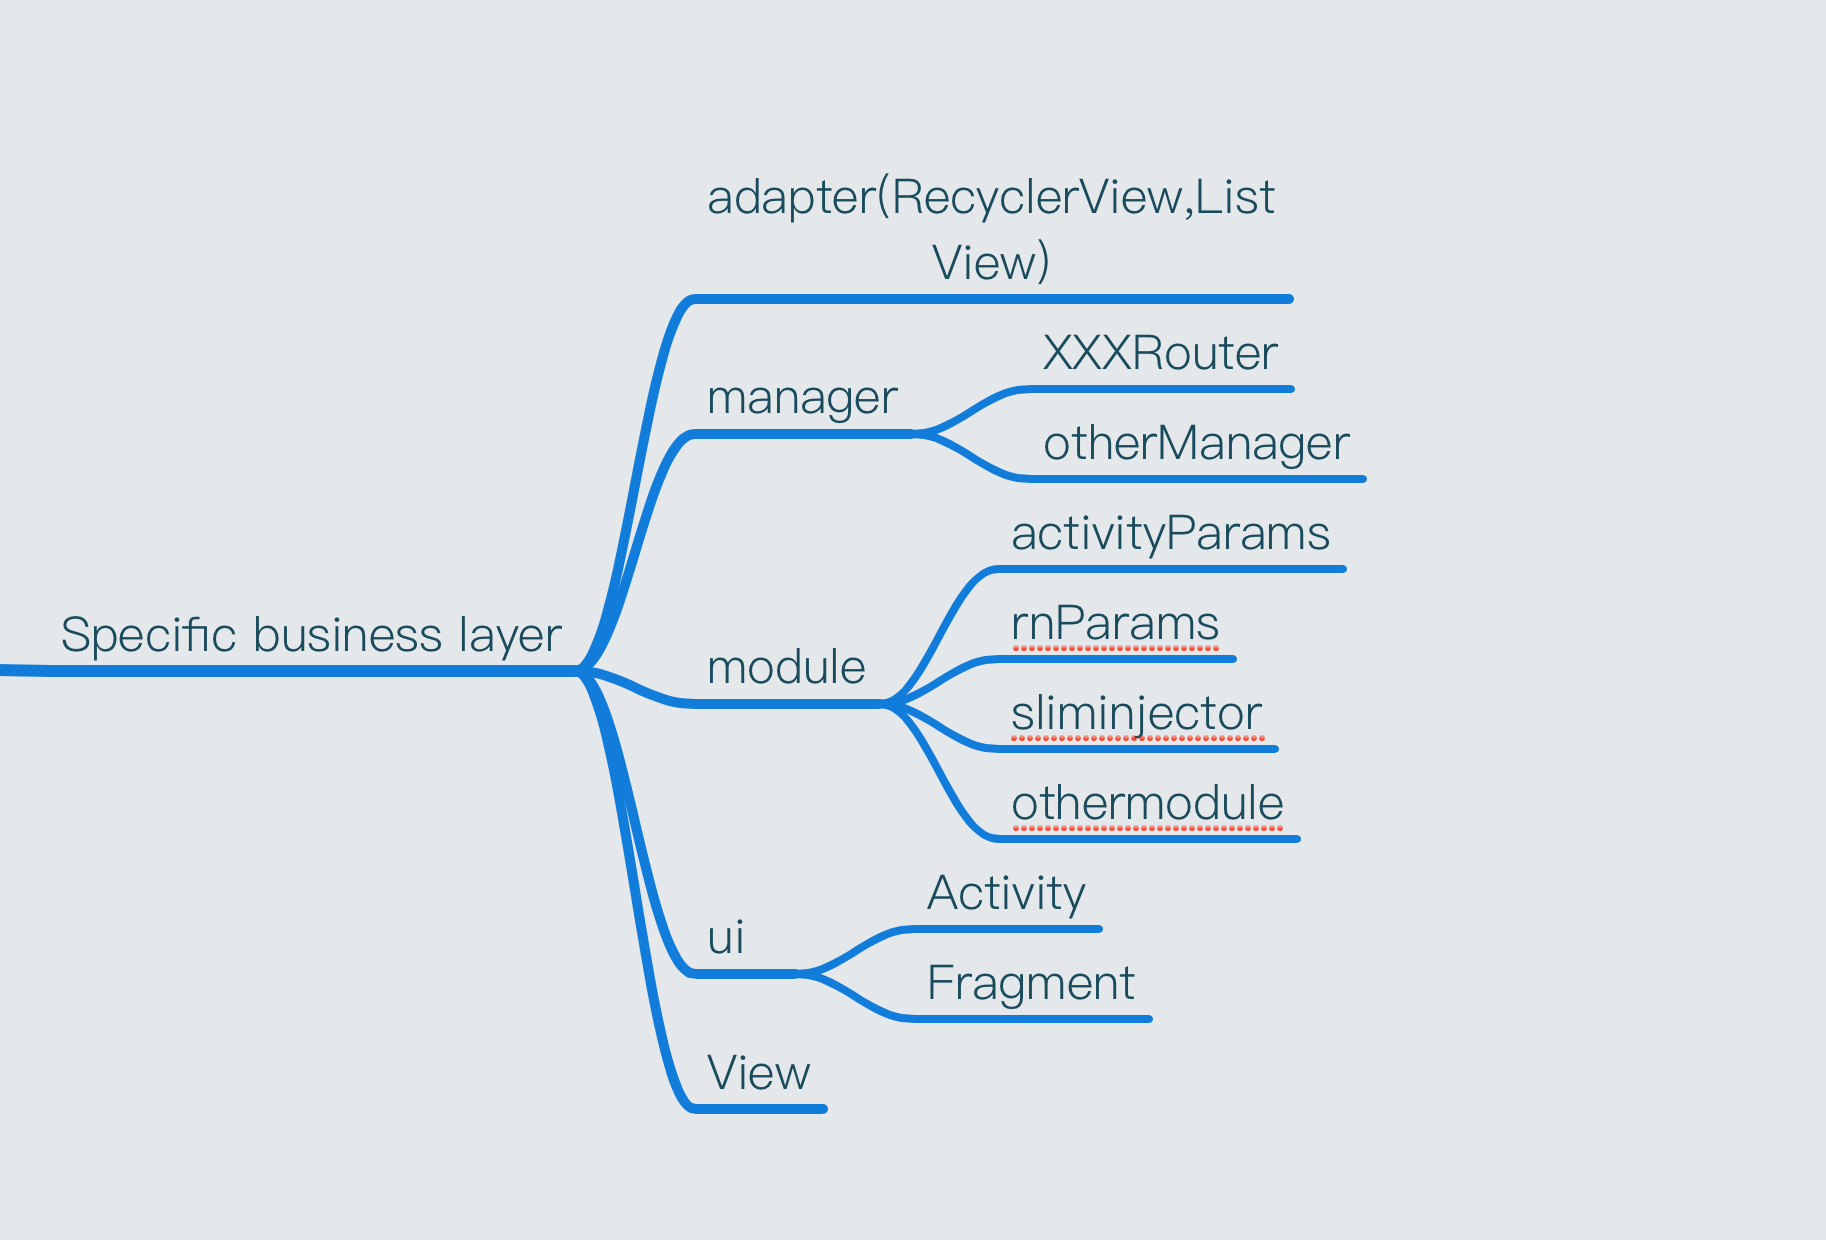 adapter(RecyclerView,List
View)
XXXRouter
manager
otherManager
activityParams
rnParams
Specific business layer
module
sliminjector
othermodule
Activity
ui
Fragment
View